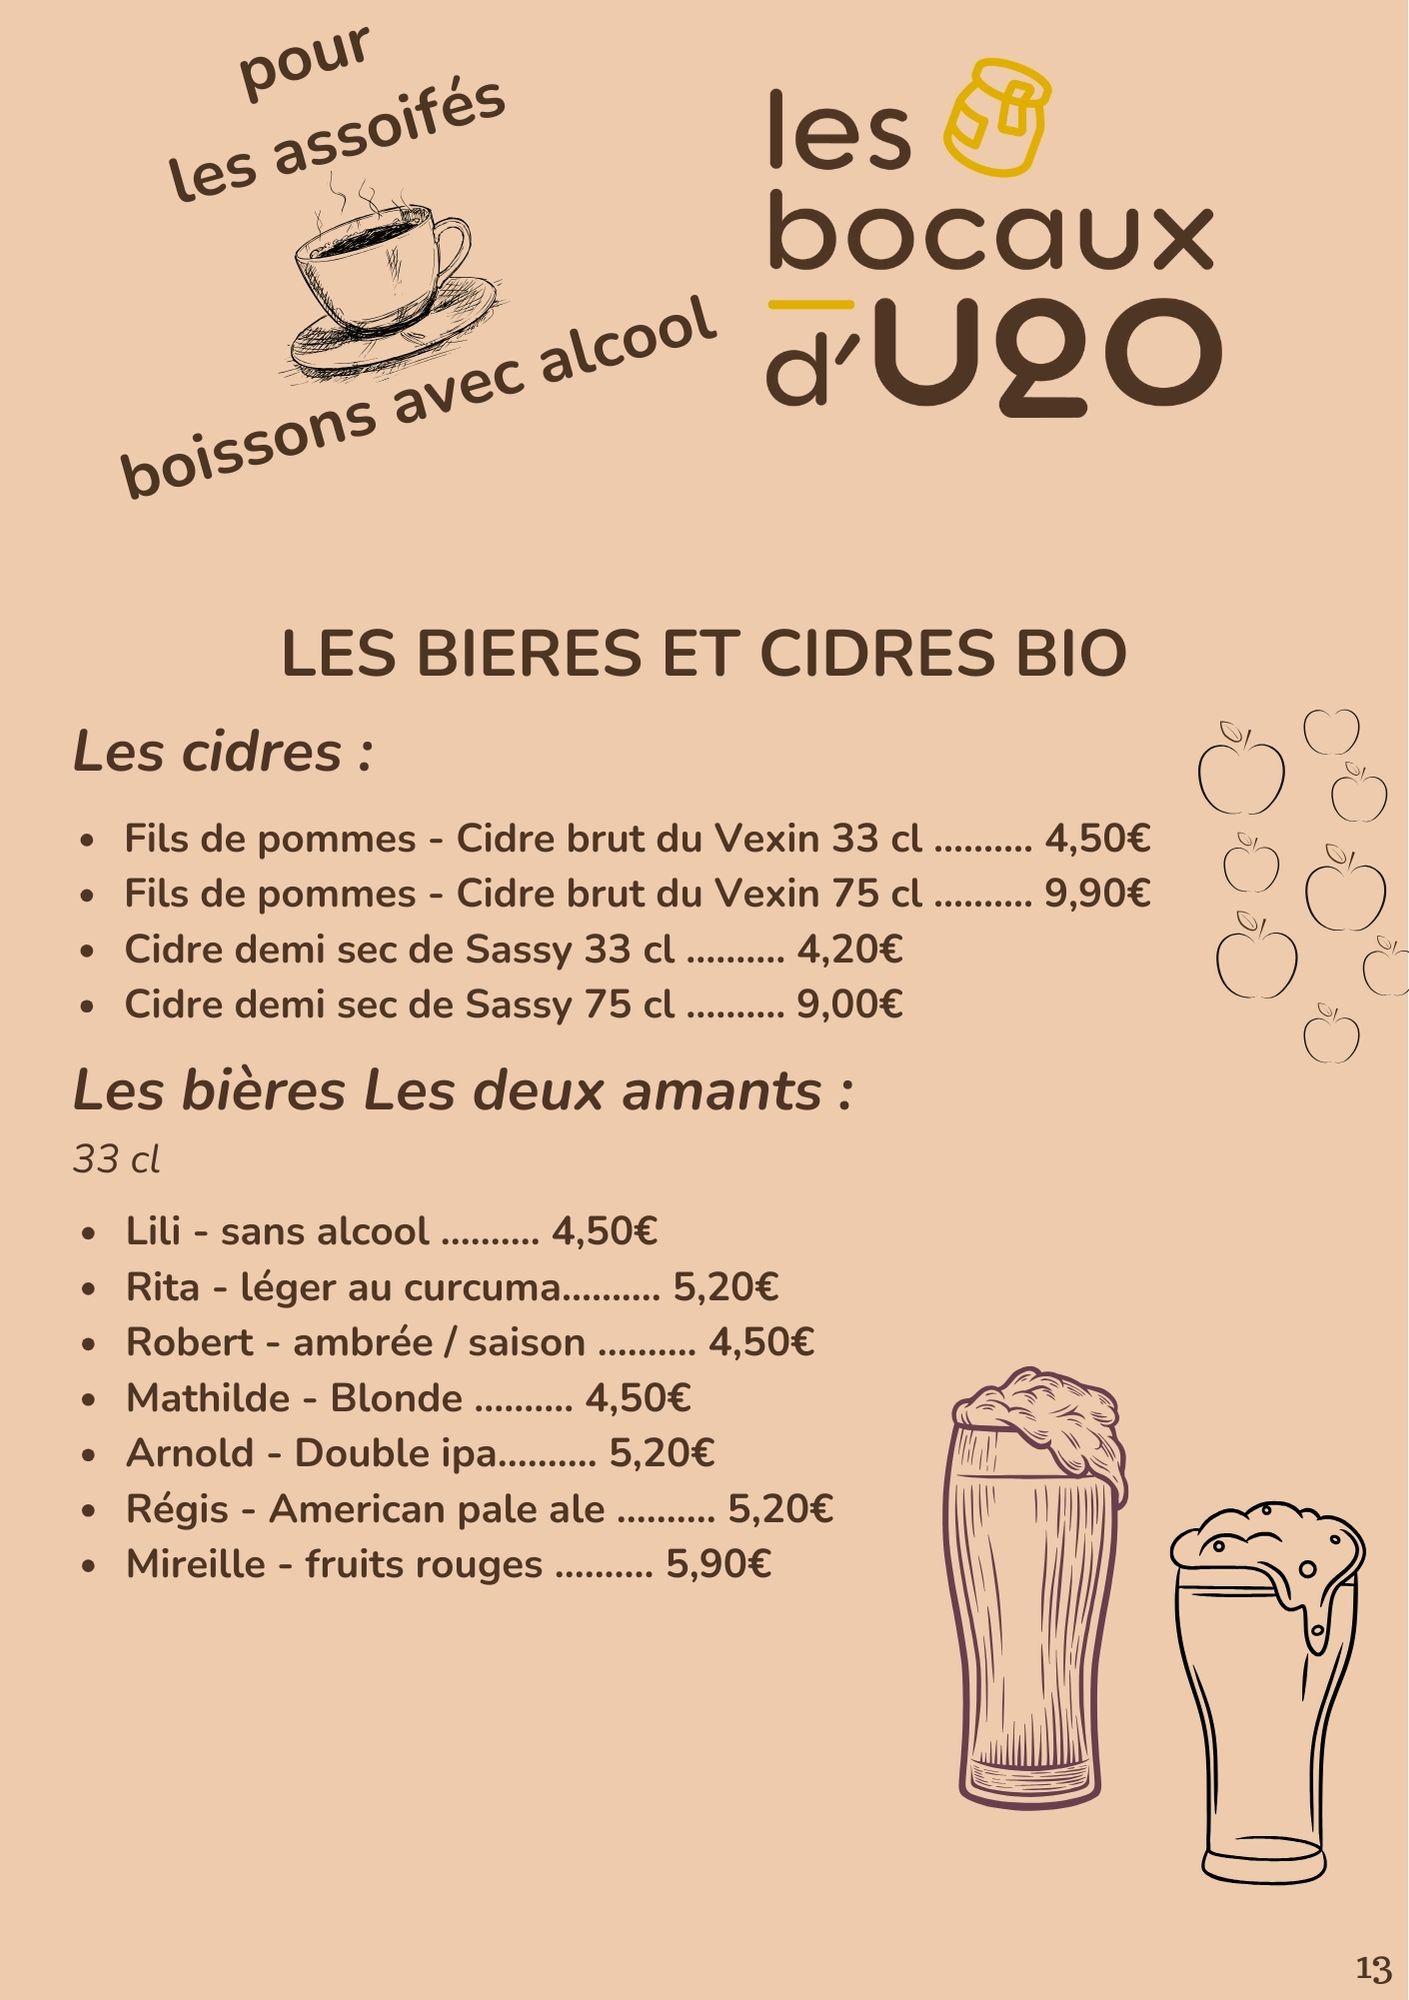 pour
les assoifés
boissons avec alcool
les
bocaux
d'UgO
LES BIERES ET CIDRES BIO
Les cidres :
• Fils de pommes - Cidre brut du Vexin 33 cl .......... 4,50€
• Fils de pommes - Cidre brut du Vexin 75 cl .......... 9,90€
• Cidre demi sec de Sassy 33 cl .......... 4,20€
• Cidre demi sec de Sassy 75 cl .......... 9,00€
Les bières Les deux amants :
33 cl
• Lili - sans alcool .......... 4,50€
• Rita - léger au curcuma.......... 5,20€
• Robert - ambrée / saison .......... 4,50€
• Mathilde - Blonde .......... 4,50€
• Arnold - Double ipa.......... 5,20€
• Régis - American pale ale .......... 5,20€
• Mireille - fruits rouges .......... 5,90€
13